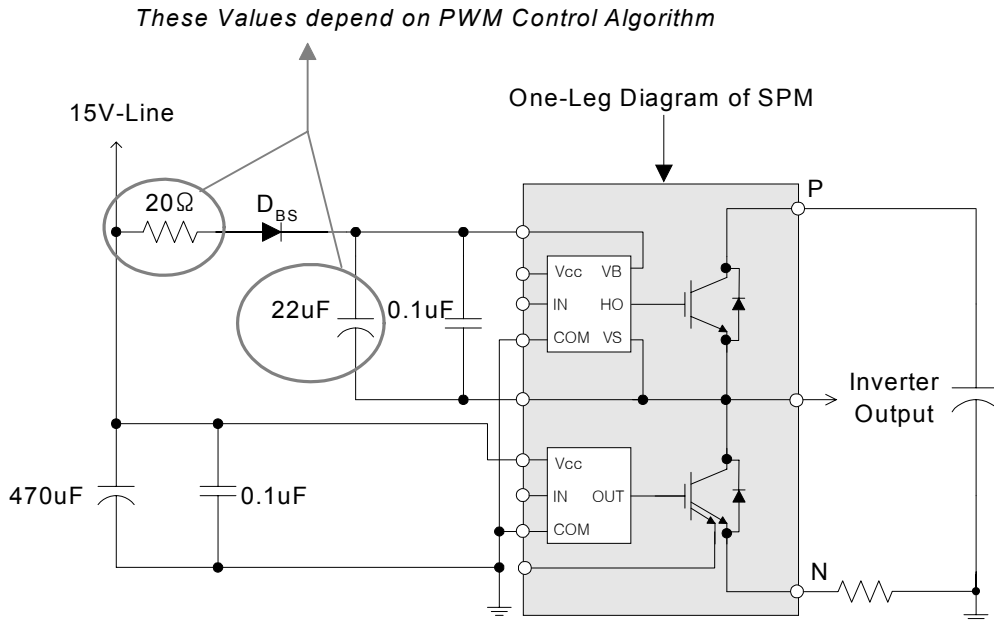 These Values depend on PWM Control Algorithm
15V-Line
One-Leg Diagram of SPM
P
20Ω
D_BS
Vcc
VB
IN
HO
COM
VS
22uF
0.1uF
Inverter
Output
Vcc
IN
OUT
COM
470uF
0.1uF
N